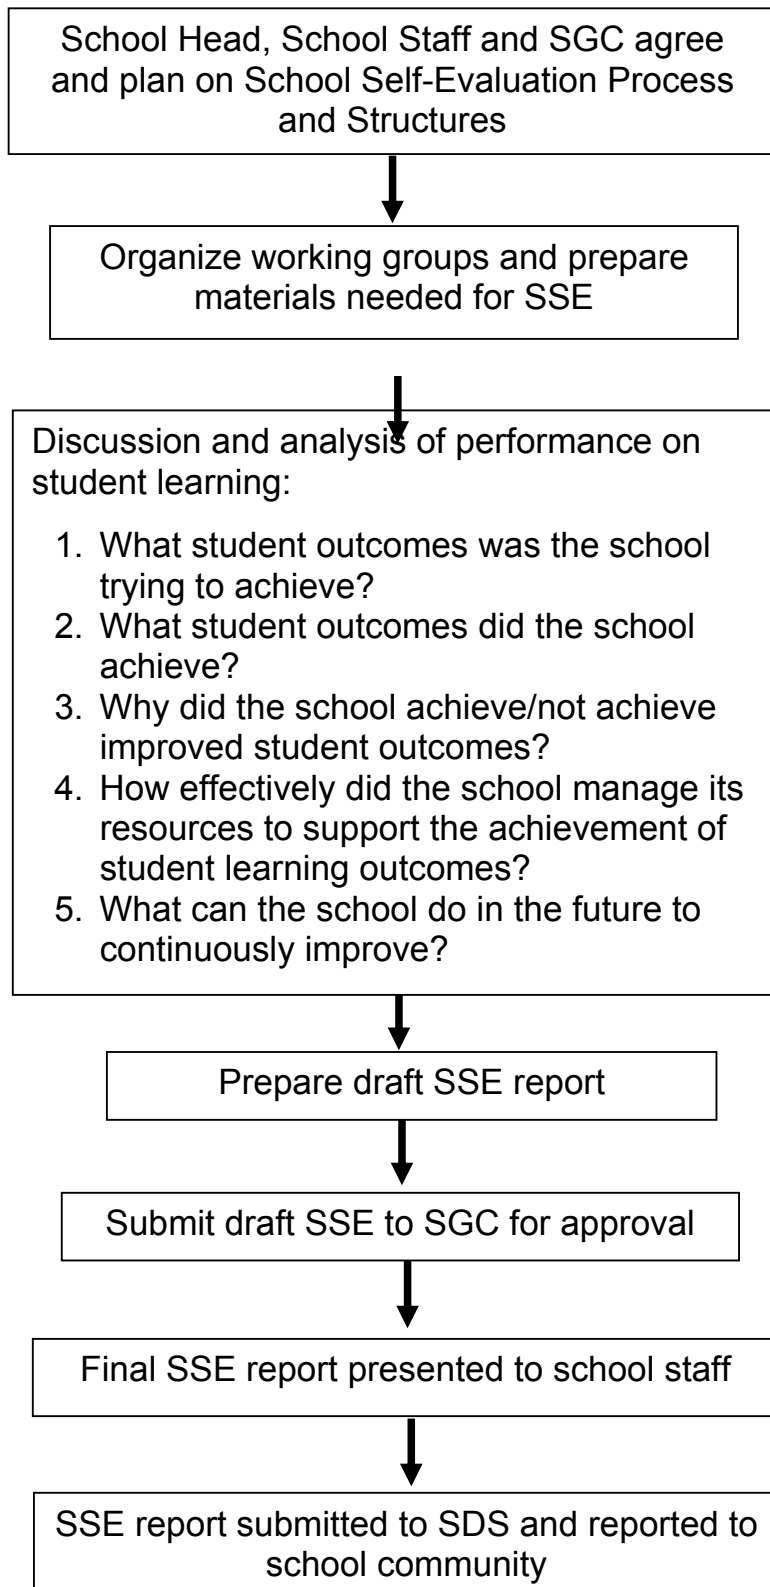 School Head, School Staff and SGC agree
and plan on School Self-Evaluation Process
and Structures
Organize working groups and prepare
materials needed for SSE
Discussion and analysis of performance on
student learning:
1. What student outcomes was the school
trying to achieve?
2. What student outcomes did the school
achieve?
3. Why did the school achieve/not achieve
improved student outcomes?
4. How effectively did the school manage its
resources to support the achievement of
student learning outcomes?
5. What can the school do in the future to
continuously improve?
Prepare draft SSE report
Submit draft SSE to SGC for approval
Final SSE report presented to school staff
SSE report submitted to SDS and reported to
school community